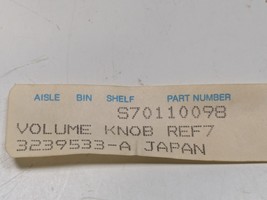 AISLE BIN SHELF PART NUMBER
S70110098
VOLUME KNOB REF7
3239533-A JAPAN